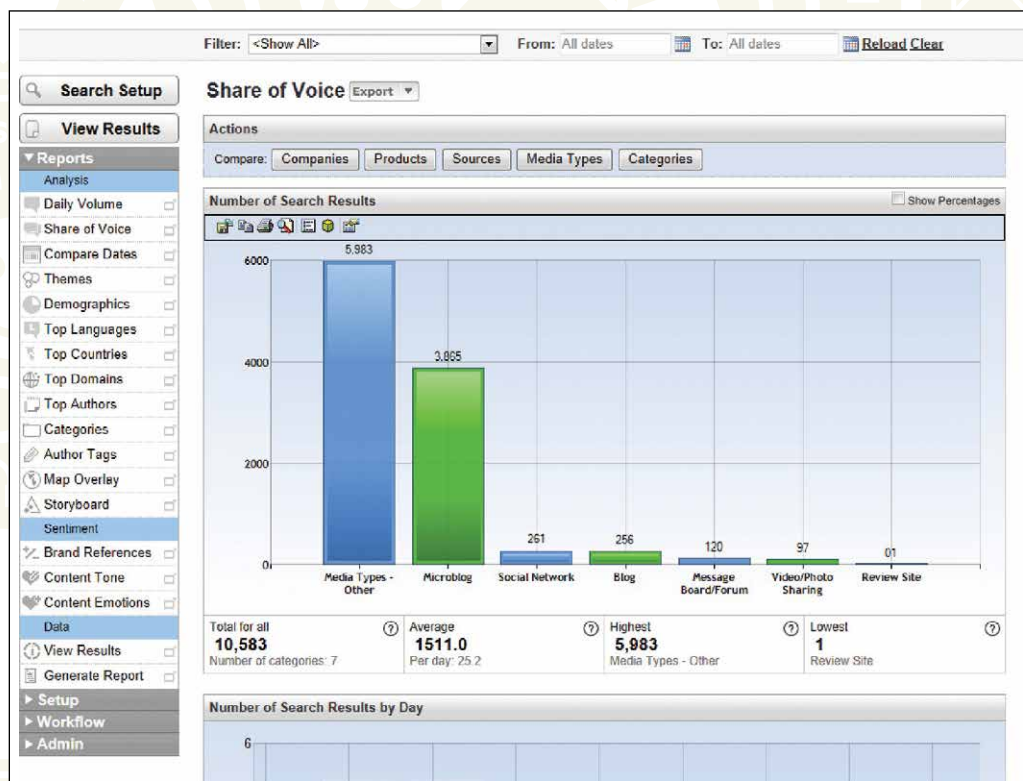 Filter: <Show All> From: All dates To: All dates Reload Clear
Search Setup
View Results
Reports
Analysis
Daily Volume
Share of Voice
Compare Dates
Themes
Demographics
Top Languages
Top Countries
Top Domains
Top Authors
Categories
Author Tags
Map Overlay
Storyboard
Sentiment
Brand References
Content Tone
Content Emotions
Data
View Results
Generate Report
Setup
Workflow
Admin
Share of Voice Export
Actions
Compare: Companies Products Sources Media Types Categories
Number of Search Results Show Percentages
6000
4000
2000
0
5.983
3.865
261
256
120
97
01
Media Types -
Other
Microblog
Social Network
Blog
Message
Board/Forum
Video/Photo
Sharing
Review Site
Total for all ?
10,583
Number of categories: 7
Average ?
1511.0
Per day: 25.2
Highest ?
5,983
Media Types - Other
Lowest ?
1
Review Site
Number of Search Results by Day
6